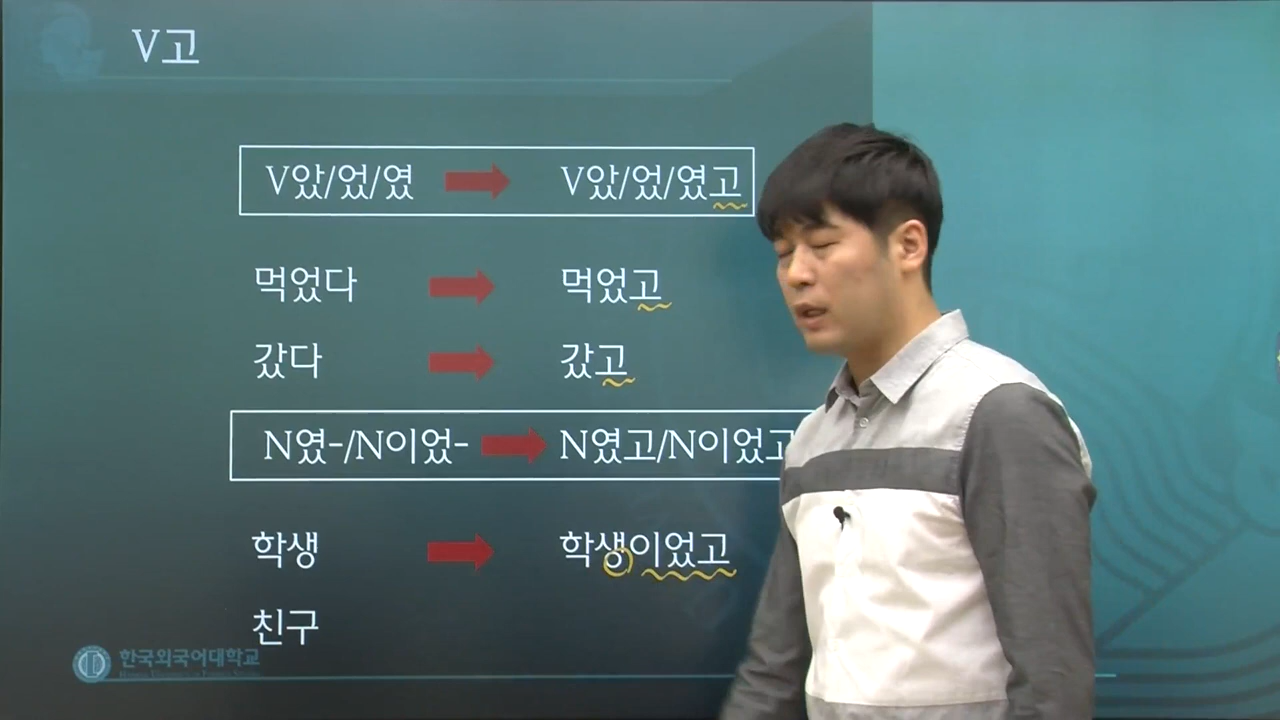 V고
V았/었/였 V았/었/였고
먹었다 먹었고
갔다 갔고
N였-/N이었- N였고/N이었고
학생 학생이었고
친구
한국외국어대학교